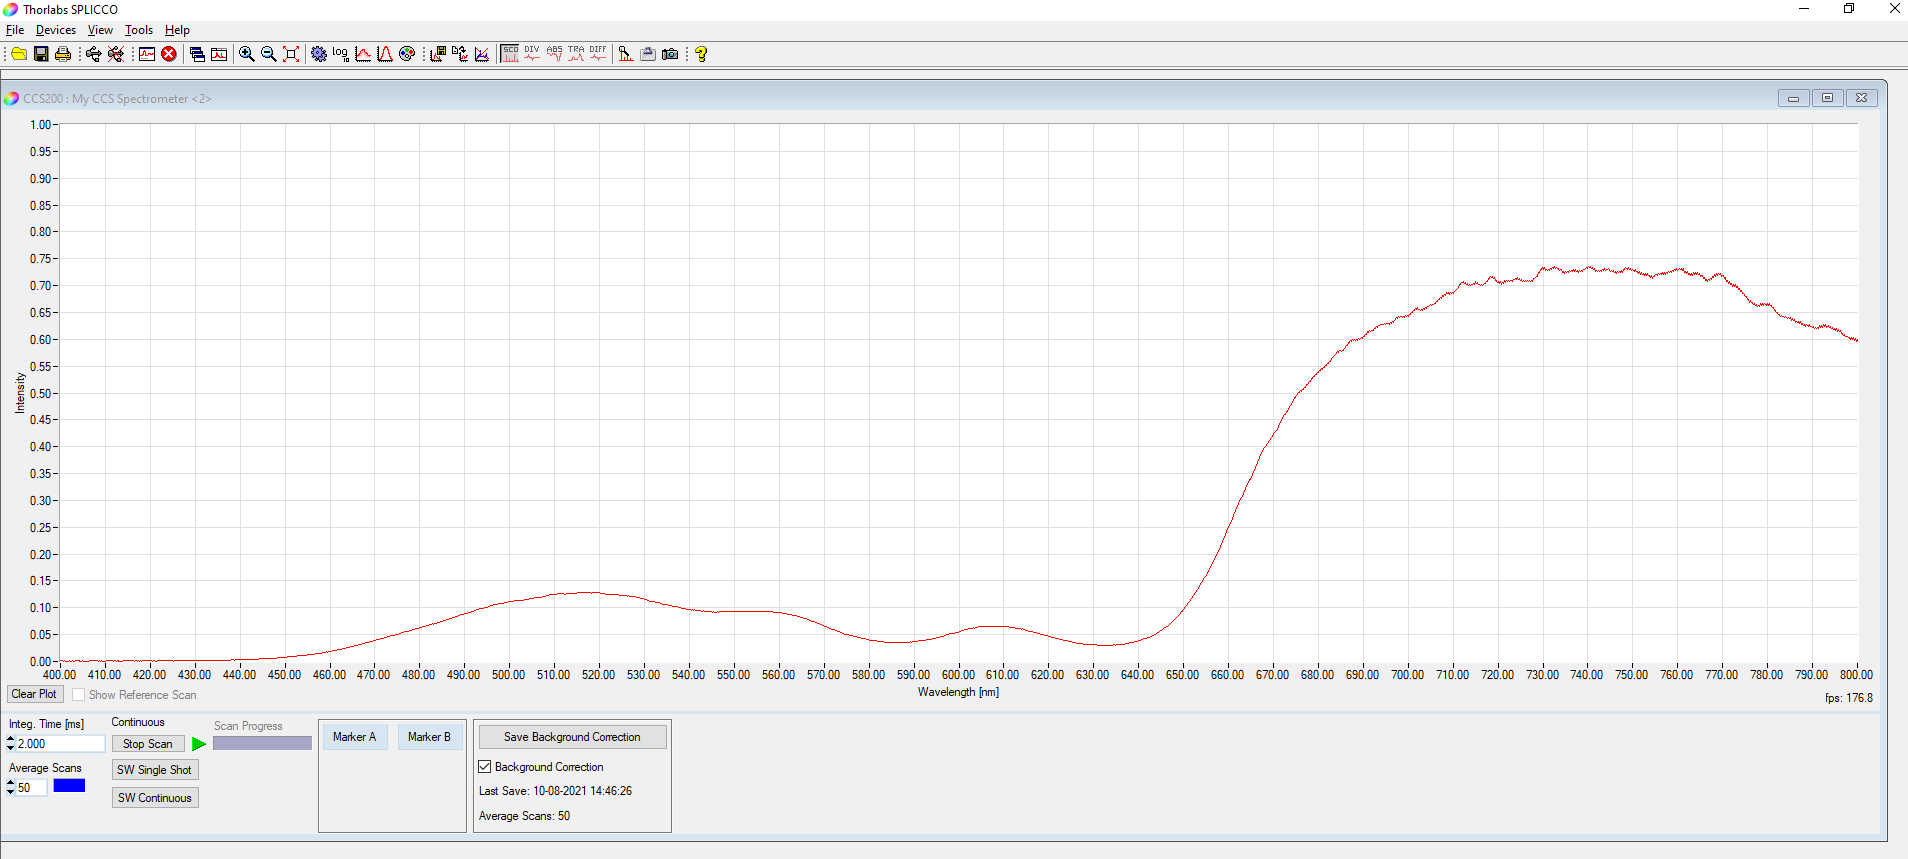 Thorlabs SPLICCO
File Devices View Tools Help
log 10 SCO DIV ABS TRA DIFF
CCS200 : My CCS Spectrometer <2>
1.00
0.95
0.90
0.85
0.80
0.75
0.70
0.65
0.60
0.55
0.50
0.45
0.40
0.35
0.30
0.25
0.20
0.15
0.10
0.05
0.00
Intensity
400.00 410.00 420.00 430.00 440.00 450.00 460.00 470.00 480.00 490.00 500.00 510.00 520.00 530.00 540.00 550.00 560.00 570.00 580.00 590.00 600.00 610.00 620.00 630.00 640.00 650.00 660.00 670.00 680.00 690.00 700.00 710.00 720.00 730.00 740.00 750.00 760.00 770.00 780.00 790.00 800.00
Wavelength [nm]
Clear Plot Show Reference Scan
fps: 176.8
Integ. Time [ms] Continuous Scan Progress
2.000 Stop Scan
Average Scans SW Single Shot
50
SW Continuous
Marker A Marker B
Save Background Correction
Background Correction
Last Save: 10-08-2021 14:46:26
Average Scans: 50